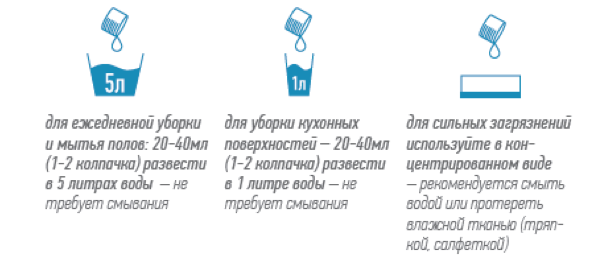 5л
для ежедневной уборки
и мытья полов: 20-40мл
(1-2 колпачка) развести
в 5 литрах воды – не
требует смывания
1л
для уборки кухонных
поверхностей – 20-40мл
(1-2 колпачка) развести
в 1 литре воды – не
требует смывания
для сильных загрязнений
используйте в кон-
центрированном виде
– рекомендуется смыть
водой или протереть
влажной тканью (тряп-
кой, салфеткой)